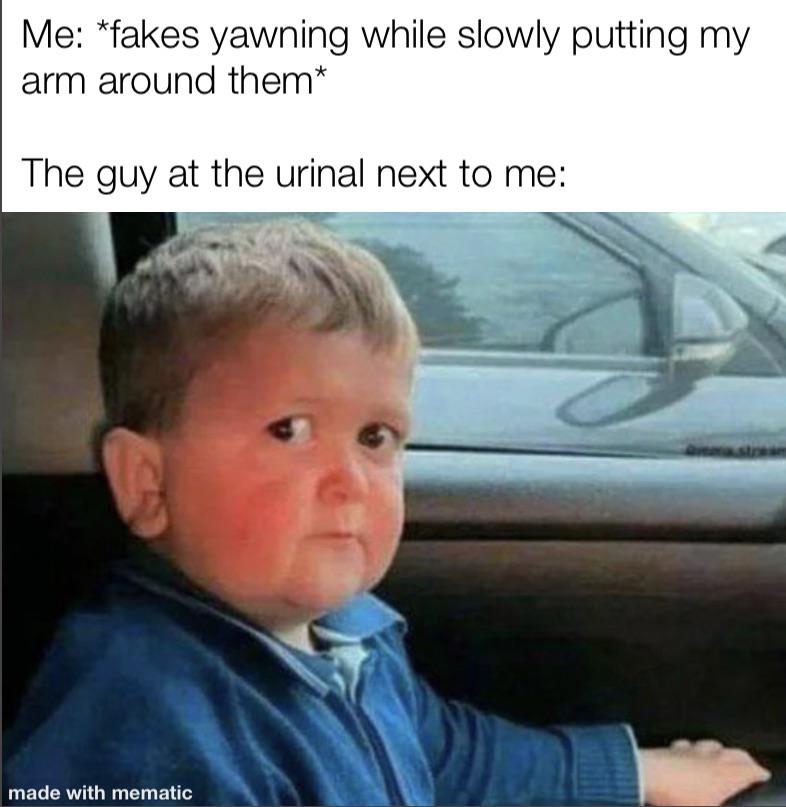 Me: *fakes yawning while slowly putting my
arm around them*
The guy at the urinal next to me:
made with mematic